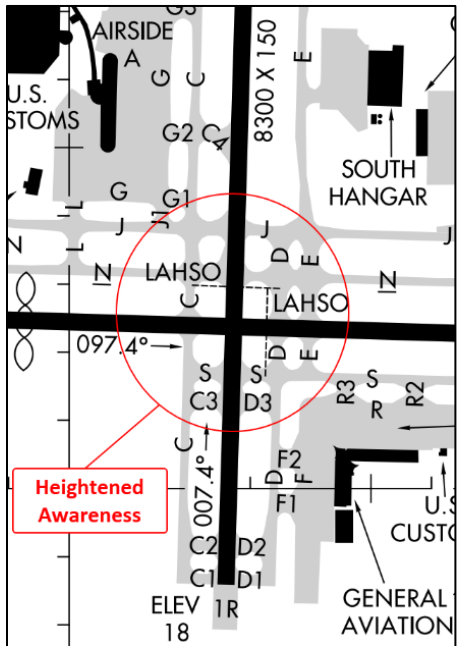 G3
AIRSIDE
A
G
C
E
U.S.
STOMS
8300 X 150
G2
C4
SOUTH
HANGAR
L
G
G1
J
J1
J
D
E
J
N
L
N
LAHSO
N
C
LAHSO
097.4°
D
E
S
S
C3
D3
R3
S
R
R2
C
007.4°
Heightened
Awareness
D
F2
F
F1
U.S
CUSTO
C2
D2
C1
D1
ELEV
18
1R
GENERAL
AVIATION